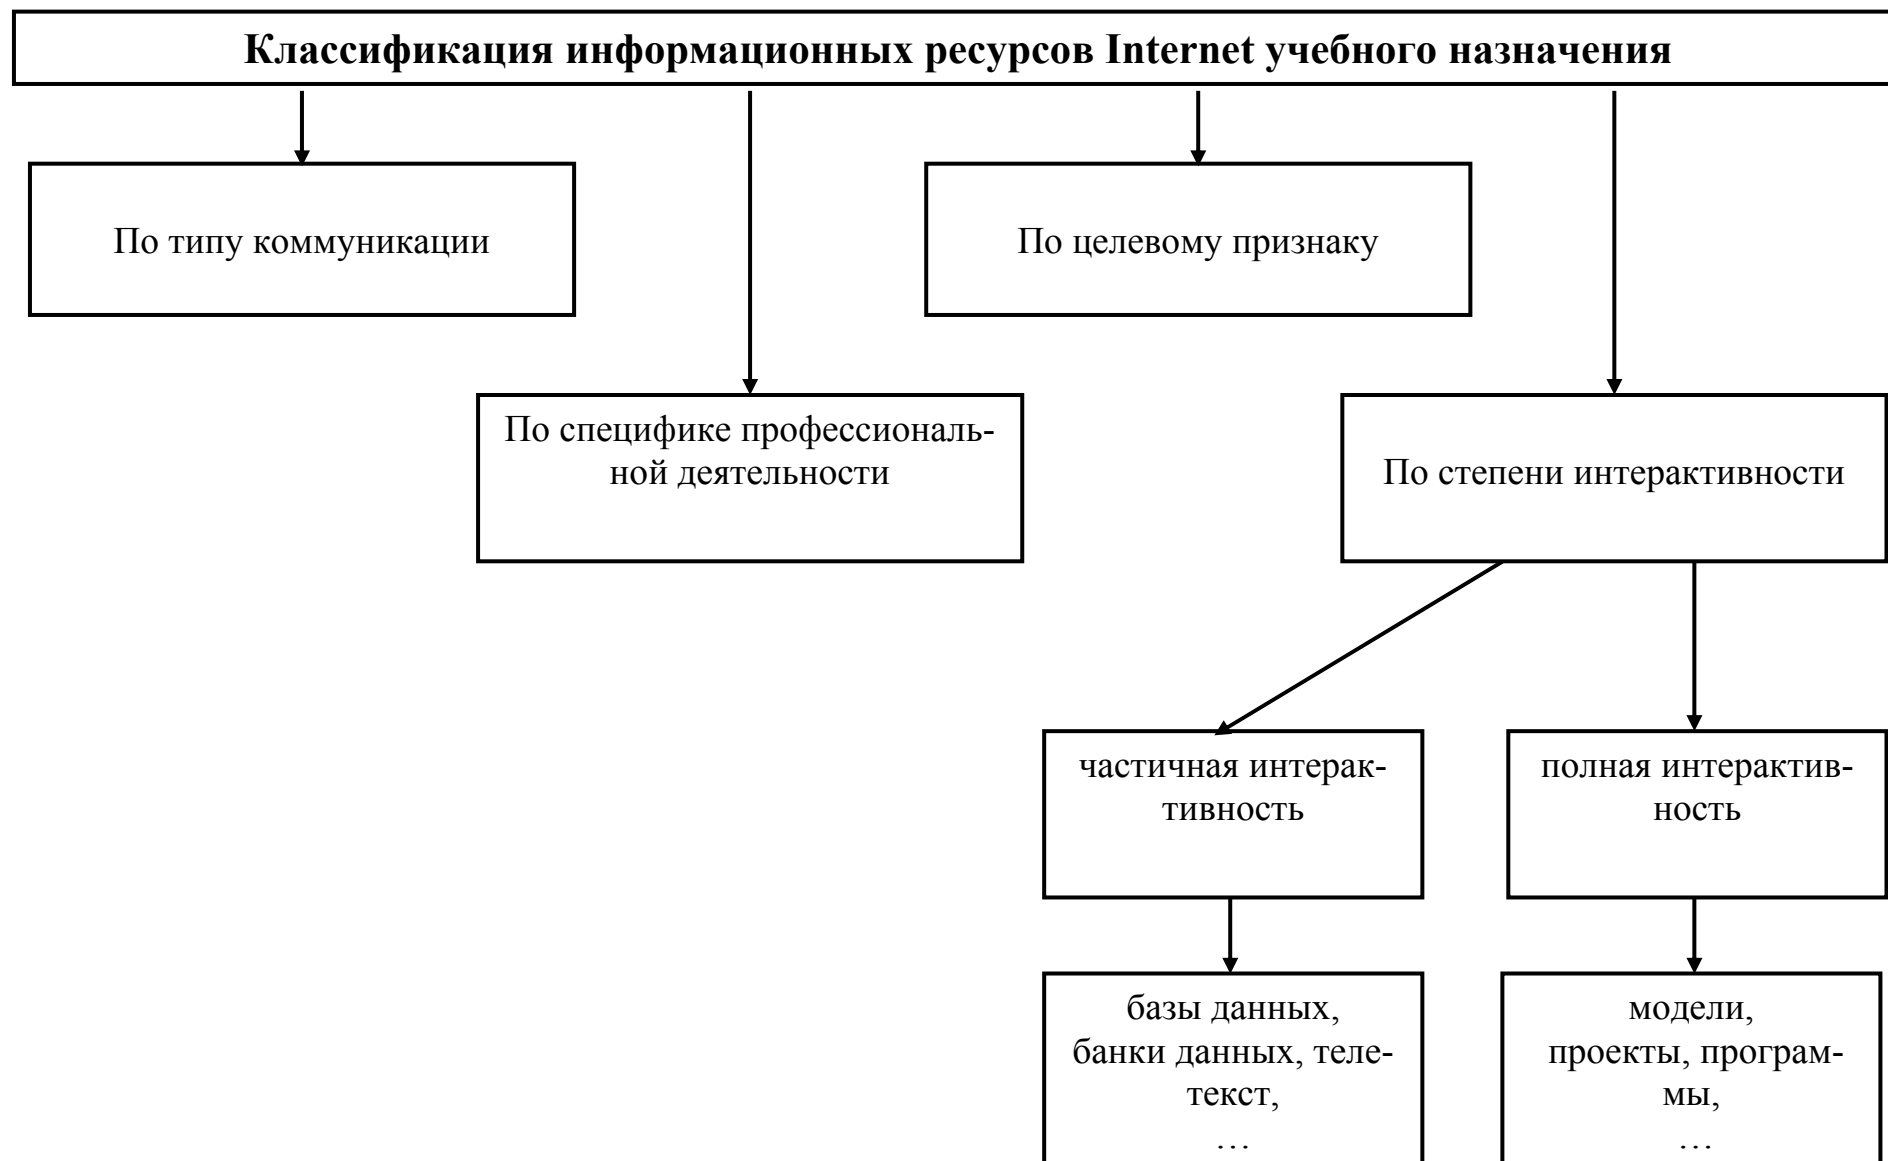 Классификация информационных ресурсов Internet учебного назначения
По типу коммуникации
По целевому признаку
По специфике профессиональ-
ной деятельности
По степени интерактивности
частичная интерак-
тивность
полная интерактив-
ность
базы данных,
банки данных, теле-
текст,
…
модели,
проекты, програм-
мы,
…